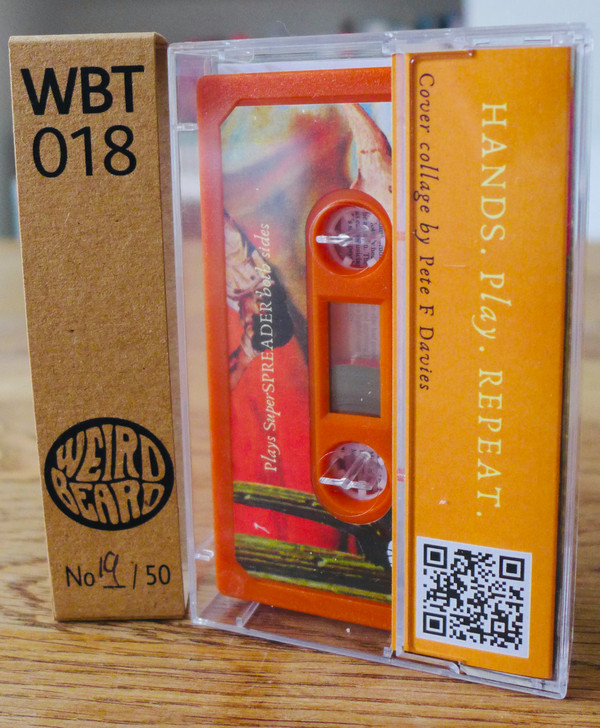 WBT
018
WEIRD
BEARD
No 19 / 50
Plays SuperSPREADER both sides
Cover collage by Pete F Davies
HANDS. Play. REPEAT.